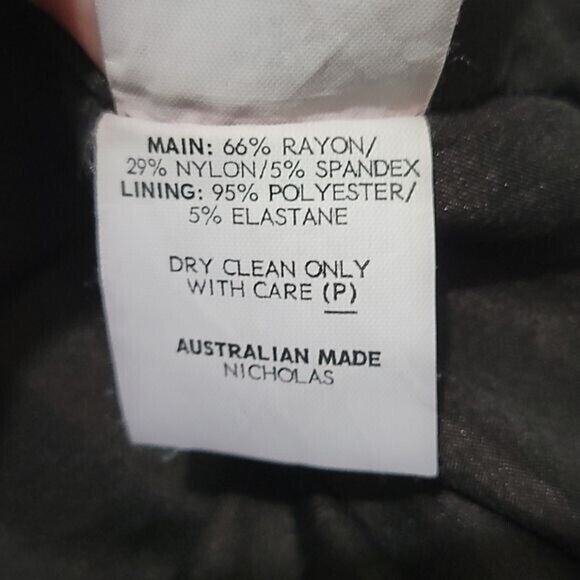 MAIN: 66% RAYON/
29% NYLON/5% SPANDEX
LINING: 95% POLYESTER/
5% ELASTANE
DRY CLEAN ONLY
WITH CARE (P)
AUSTRALIAN MADE
NICHOLAS